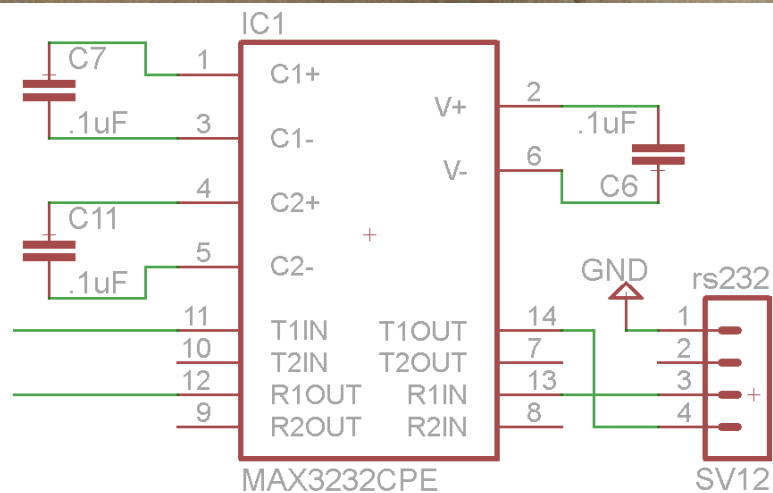 IC1
C7
1
C1+
.1uF
3
C1-
V+
2
.1uF
V-
6
C6
4
C2+
C11
5
C2-
.1uF
GND
rs232
11
T1IN
T1OUT
14
1
10
T2IN
T2OUT
7
2
12
R1OUT
R1IN
13
3
9
R2OUT
R2IN
8
4
MAX3232CPE
SV12